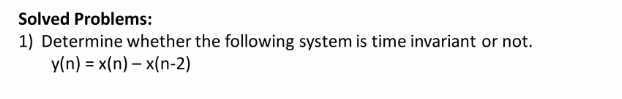 Solved Problems:
1) Determine whether the following system is time invariant or not.
y(n) = x(n) – x(n-2)